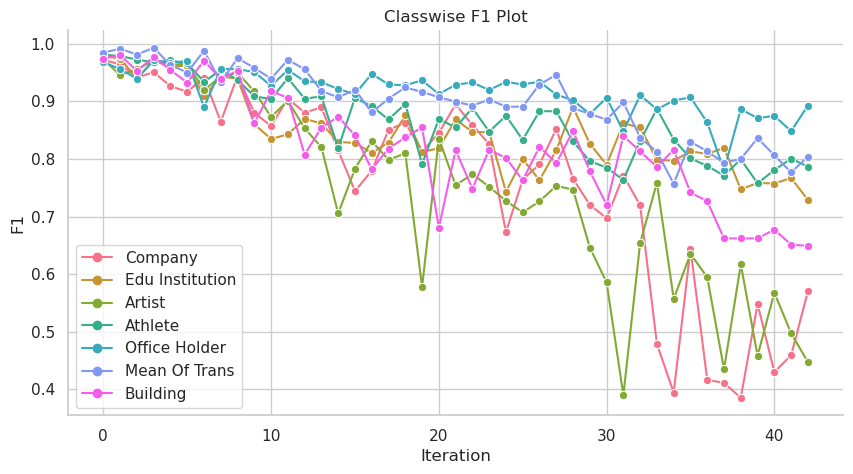 Classwise F1 Plot
1.0
0.9
0.8
0.7
0.6
0.5
0.4
F1
Company
Edu Institution
Artist
Athlete
Office Holder
Mean Of Trans
Building
0 10 20 30 40
Iteration